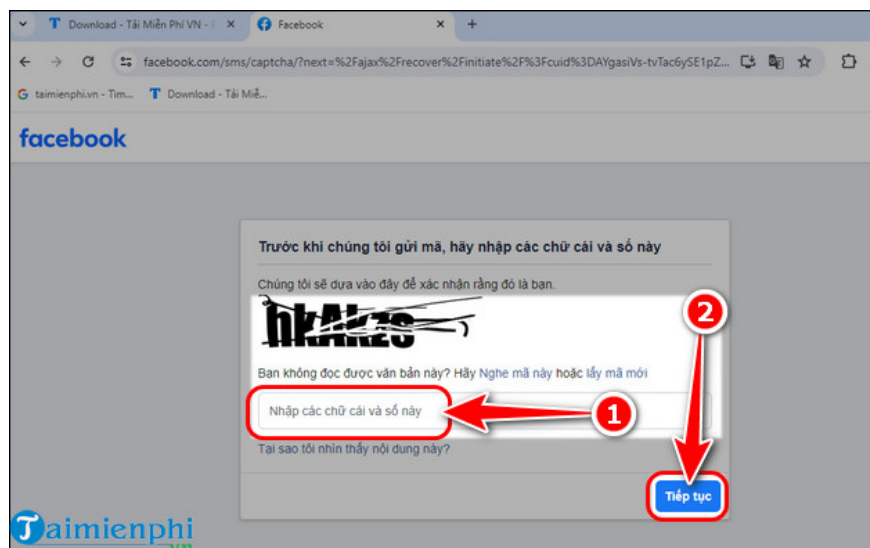 Download - Tải Miễn Phí VN - P
Facebook
facebook.com/sms/captcha/?next=%2Fajax%2Frecover%2Finitiate%2F%3Fcuid%3DAYgasiVs-tvTac6ySE1pZ...
taimienphi.vn - Tim... Download - Tải Miễ...
facebook
Trước khi chúng tôi gửi mã, hãy nhập các chữ cái và số này
Chúng tôi sẽ dựa vào đây để xác nhận rằng đó là bạn.
2
Bạn không đọc được văn bản này? Hãy Nghe mã này hoặc lấy mã mới
Nhập các chữ cái và số này
1
Tại sao tôi nhìn thấy nội dung này?
Tiếp tục
Taimienphi
.vn